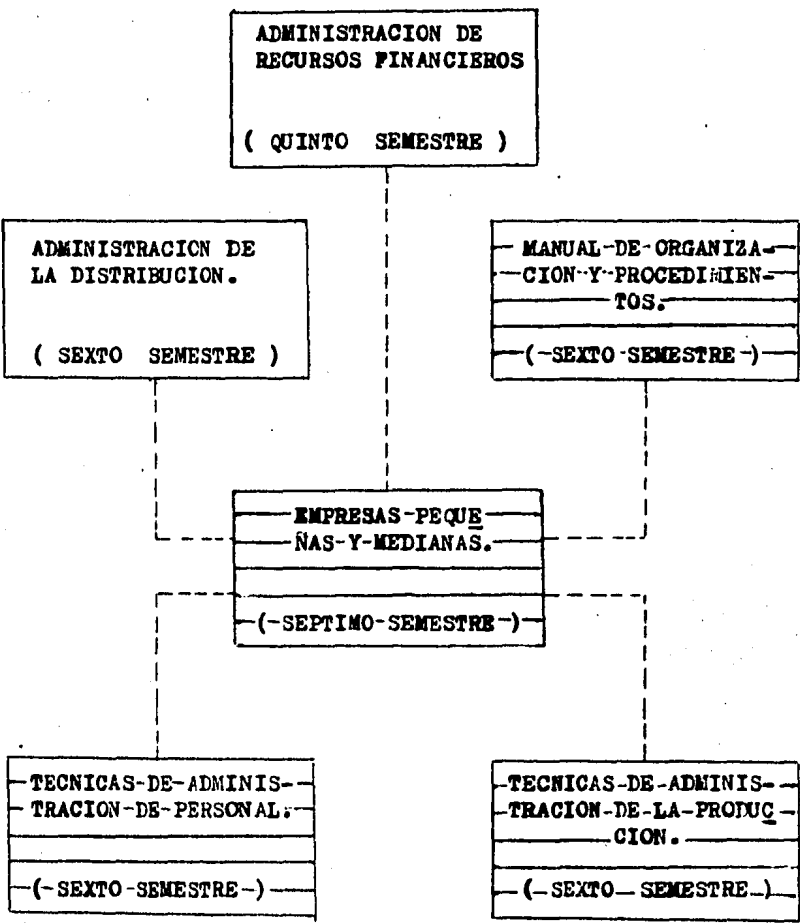 ADMINISTRACION DE
RECURSOS FINANCIEROS
( QUINTO SEMESTRE )
ADMINISTRACION DE
LA DISTRIBUCION.
( SEXTO SEMESTRE )
MANUAL DE ORGANIZA-
CION Y PROCEDIMIEN-
TOS.
( SEXTO SEMESTRE )
EMPRESAS PEQUE
ÑAS Y MEDIANAS.
( SEPTIMO SEMESTRE )
TECNICAS DE ADMINIS-
TRACION DE PERSONAL.
( SEXTO SEMESTRE )
TECNICAS DE ADMINIS-
TRACION DE LA PRODUC
CION.
( SEXTO SEMESTRE )